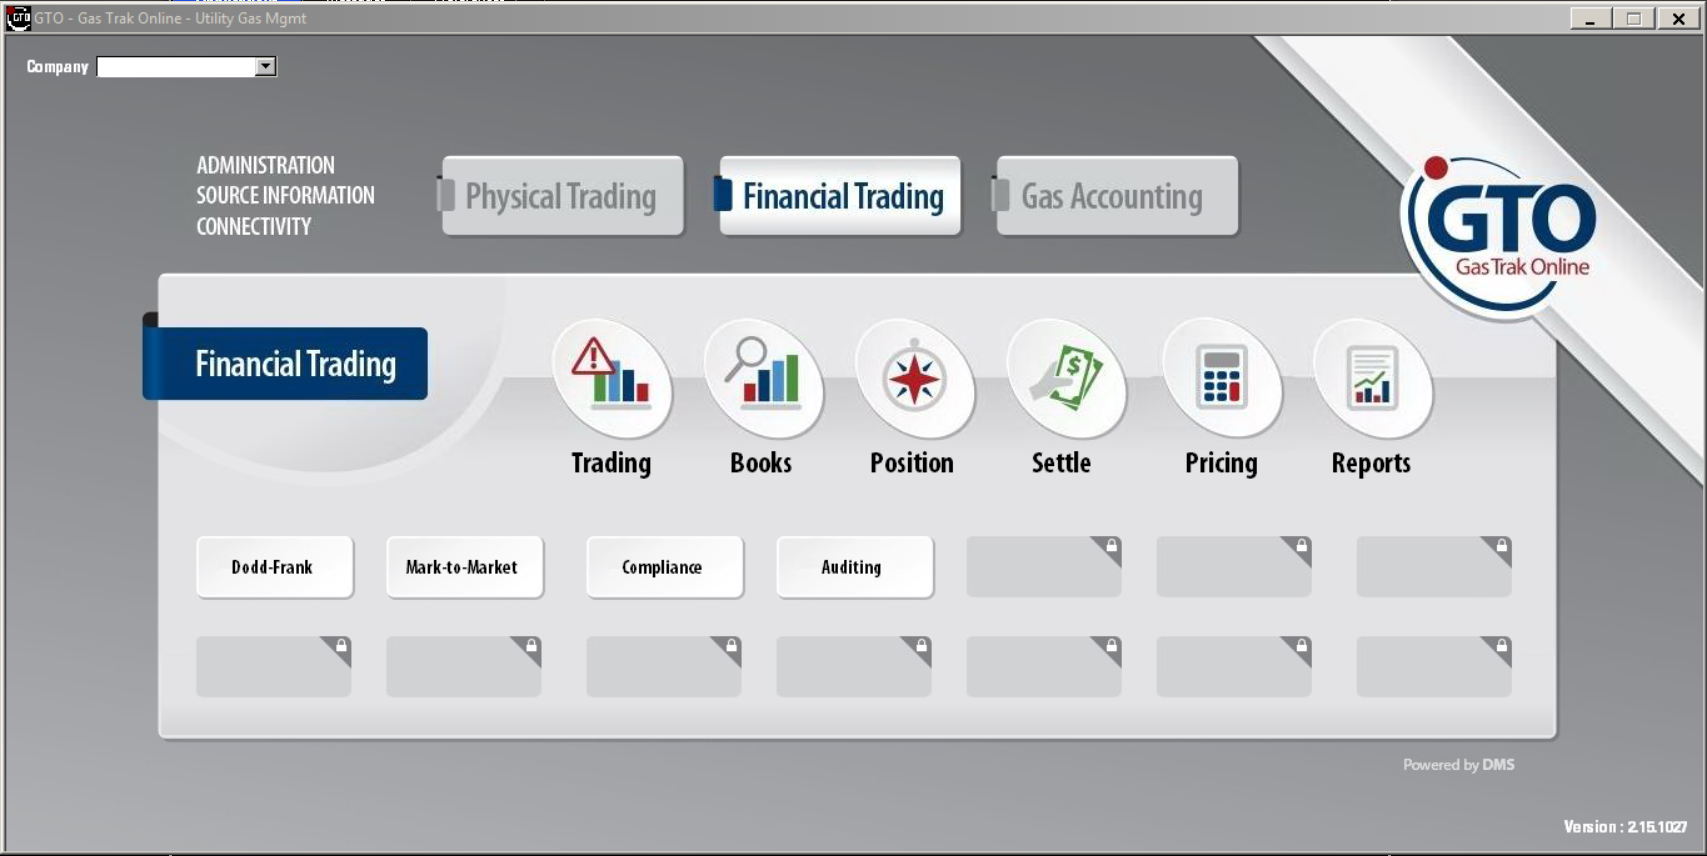 GTO - Gas Trak Online - Utility Gas Mgmt
Company
ADMINISTRATION
SOURCE INFORMATION
CONNECTIVITY
Physical Trading
Financial Trading
Gas Accounting
GTO
Gas Trak Online
Financial Trading
Trading
Books
Position
Settle
Pricing
Reports
Dodd-Frank
Mark-to-Market
Compliance
Auditing
Powered by DMS
Version : 2.15.1027